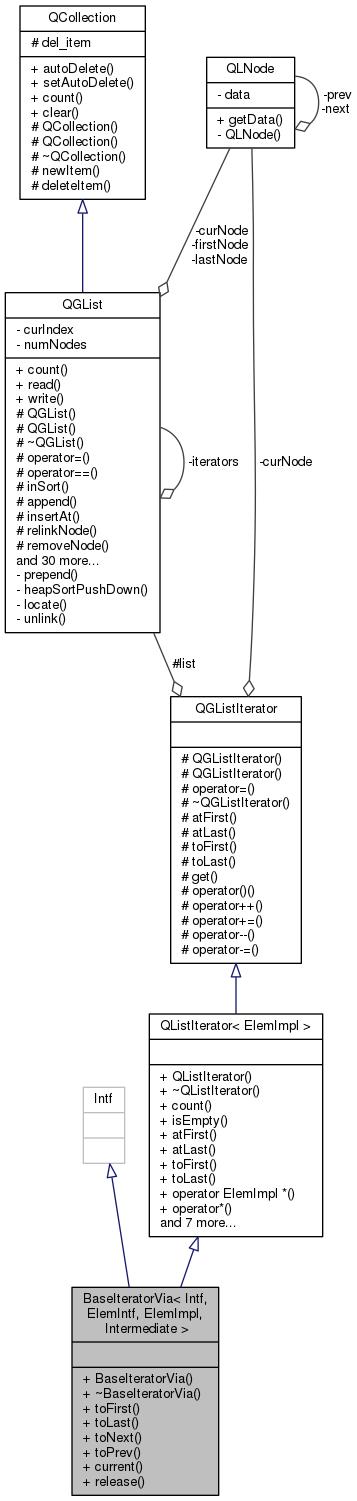 QCollection
# del_item
+ autoDelete()
+ setAutoDelete()
+ count()
+ clear()
# QCollection()
# QCollection()
# ~QCollection()
# newItem()
# deleteItem()
QLNode
- data
+ getData()
- QLNode()
-prev
-next
-curNode
-firstNode
-lastNode
QGList
- curIndex
- numNodes
+ count()
+ read()
+ write()
# QGList()
# QGList()
# ~QGList()
# operator=()
# operator==()
# inSort()
# append()
# insertAt()
# relinkNode()
# removeNode()
and 30 more...
- prepend()
- heapSortPushDown()
- locate()
- unlink()
-iterators
-curNode
#list
QGListIterator
# QGListIterator()
# QGListIterator()
# operator=()
# ~QGListIterator()
# atFirst()
# atLast()
# toFirst()
# toLast()
# get()
# operator()()
# operator++()
# operator+=()
# operator--()
# operator-=()
QListIterator< ElemImpl >
+ QListIterator()
+ ~QListIterator()
+ count()
+ isEmpty()
+ atFirst()
+ atLast()
+ toFirst()
+ toLast()
+ operator ElemImpl *()
+ operator*()
and 7 more...
Intf
BaseIteratorVia< Intf,
ElemIntf, ElemImpl,
Intermediate >
+ BaseIteratorVia()
+ ~BaseIteratorVia()
+ toFirst()
+ toLast()
+ toNext()
+ toPrev()
+ current()
+ release()